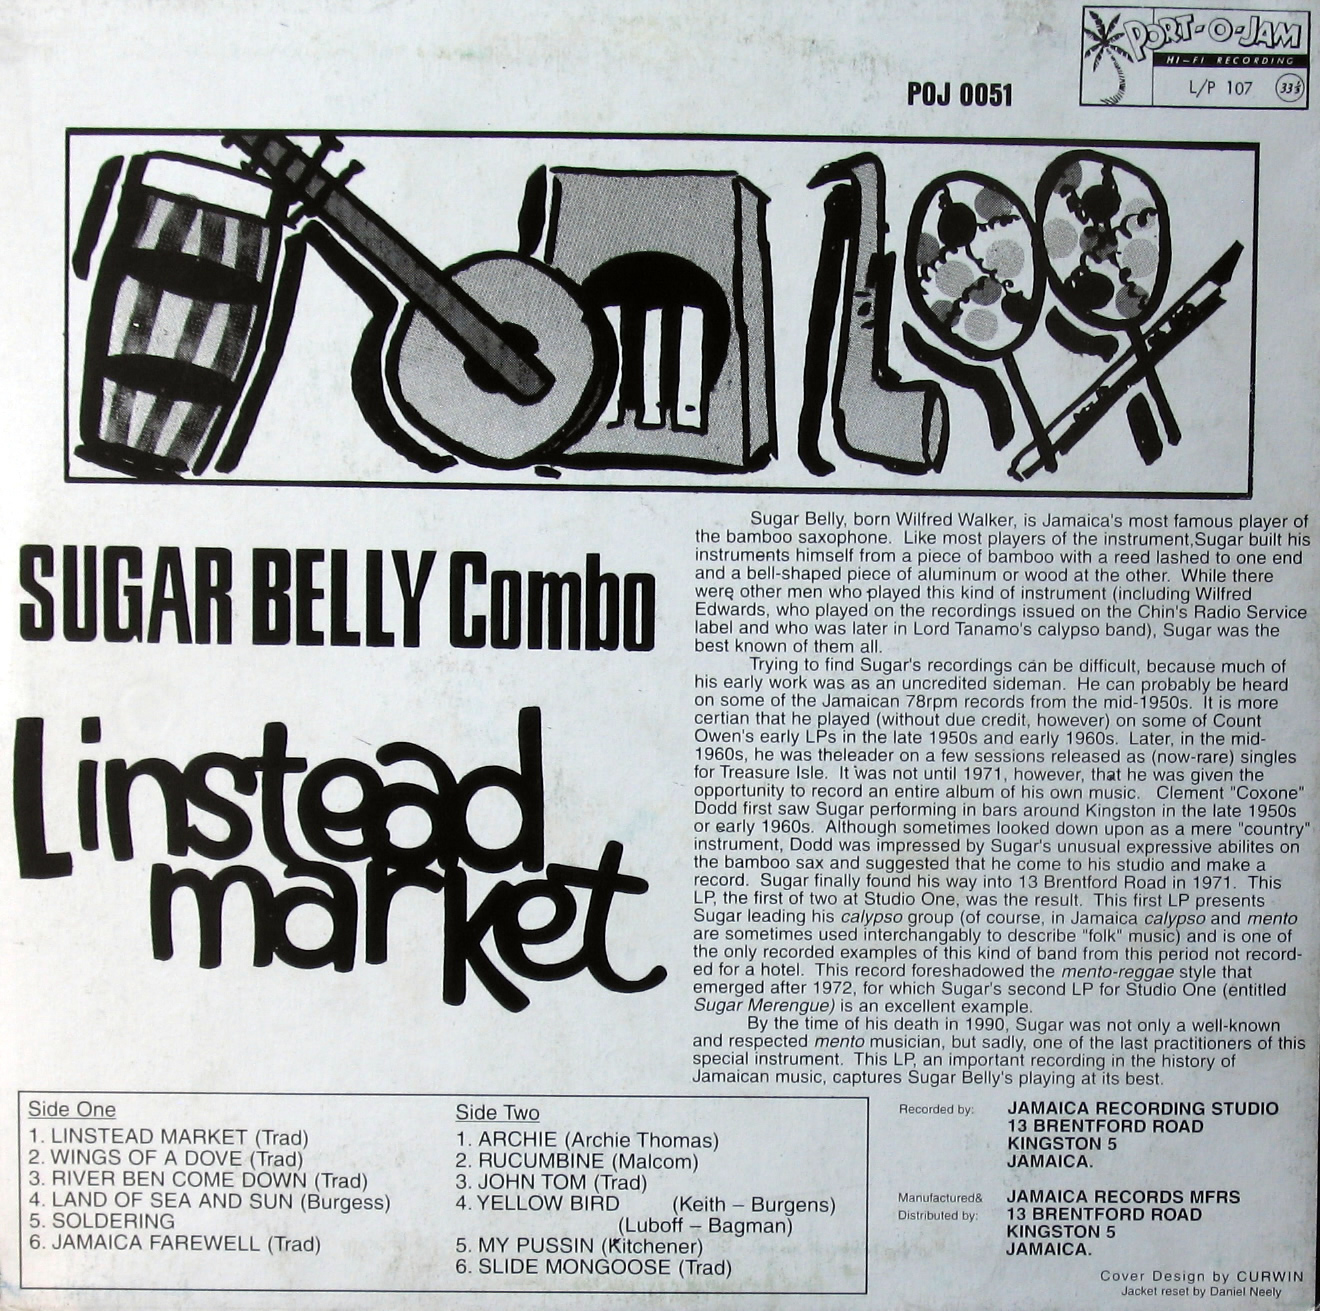 PORT-O-JAM
HI-FI RECORDING
L/P 107 33⅓
POJ 0051
SUGAR BELLY Combo
Linstead
market
Sugar Belly, born Wilfred Walker, is Jamaica's most famous player of
the bamboo saxophone. Like most players of the instrument,Sugar built his
instruments himself from a piece of bamboo with a reed lashed to one end
and a bell-shaped piece of aluminum or wood at the other. While there
were other men who played this kind of instrument (including Wilfred
Edwards, who played on the recordings issued on the Chin's Radio Service
label and who was later in Lord Tanamo's calypso band), Sugar was the
best known of them all.
Trying to find Sugar's recordings can be difficult, because much of
his early work was as an uncredited sideman. He can probably be heard
on some of the Jamaican 78rpm records from the mid-1950s. It is more
certian that he played (without due credit, however) on some of Count
Owen's early LPs in the late 1950s and early 1960s. Later, in the mid-
1960s, he was theleader on a few sessions released as (now-rare) singles
for Treasure Isle. It was not until 1971, however, that he was given the
opportunity to record an entire album of his own music. Clement "Coxone"
Dodd first saw Sugar performing in bars around Kingston in the late 1950s
or early 1960s. Although sometimes looked down upon as a mere "country"
instrument, Dodd was impressed by Sugar's unusual expressive abilites on
the bamboo sax and suggested that he come to his studio and make a
record. Sugar finally found his way into 13 Brentford Road in 1971. This
LP, the first of two at Studio One, was the result. This first LP presents
Sugar leading his calypso group (of course, in Jamaica calypso and mento
are sometimes used interchangably to describe "folk" music) and is one of
the only recorded examples of this kind of band from this period not record-
ed for a hotel. This record foreshadowed the mento-reggae style that
emerged after 1972, for which Sugar's second LP for Studio One (entitled
Sugar Merengue) is an excellent example.
By the time of his death in 1990, Sugar was not only a well-known
and respected mento musician, but sadly, one of the last practitioners of this
special instrument. This LP, an important recording in the history of
Jamaican music, captures Sugar Belly's playing at its best.
Side One
1. LINSTEAD MARKET (Trad)
2. WINGS OF A DOVE (Trad)
3. RIVER BEN COME DOWN (Trad)
4. LAND OF SEA AND SUN (Burgess)
5. SOLDERING
6. JAMAICA FAREWELL (Trad)
Side Two
1. ARCHIE (Archie Thomas)
2. RUCUMBINE (Malcom)
3. JOHN TOM (Trad)
4. YELLOW BIRD (Keith – Burgens)
(Luboff – Bagman)
5. MY PUSSIN (Kitchener)
6. SLIDE MONGOOSE (Trad)
Recorded by: JAMAICA RECORDING STUDIO
13 BRENTFORD ROAD
KINGSTON 5
JAMAICA.
Manufactured& JAMAICA RECORDS MFRS
Distributed by: 13 BRENTFORD ROAD
KINGSTON 5
JAMAICA.
Cover Design by CURWIN
Jacket reset by Daniel Neely